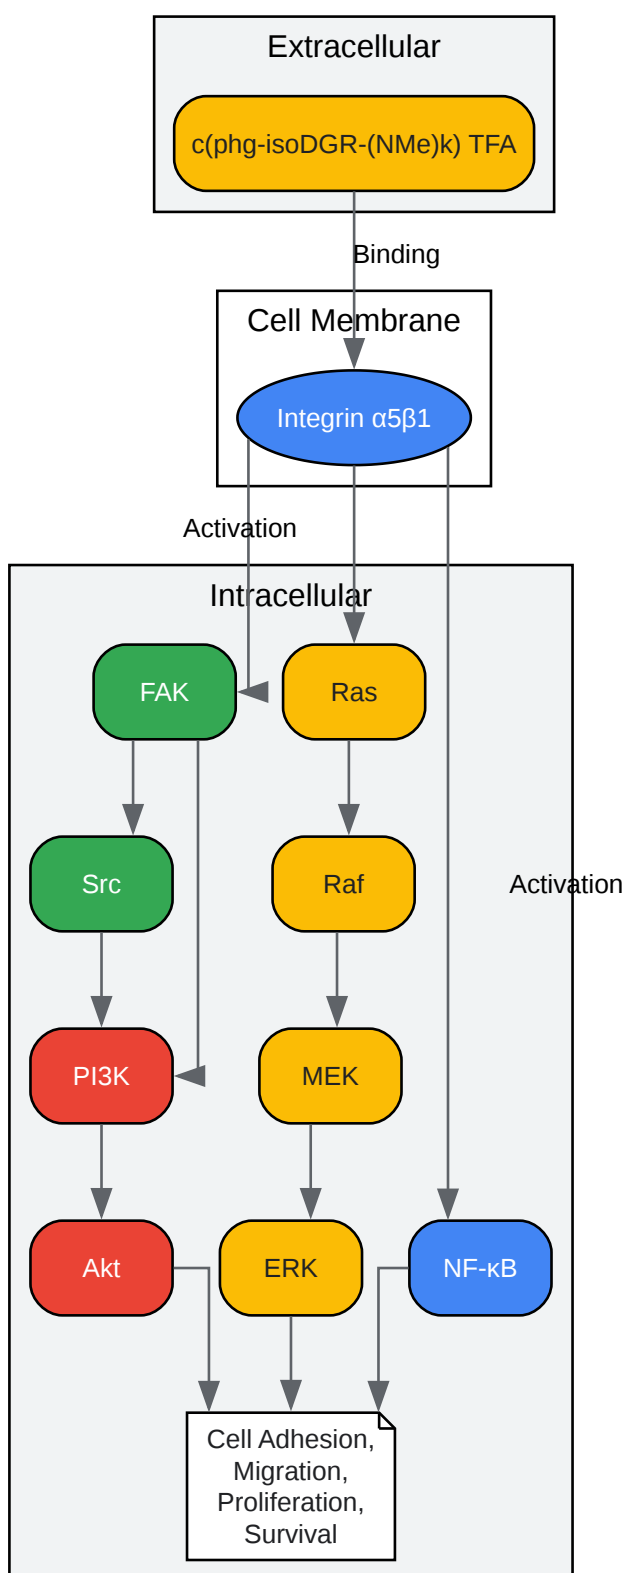 Extracellular
c(phg-isoDGR-(NMe)k) TFA
Binding
Cell Membrane
Integrin α5β1
Activation
Intracellular
FAK
Ras
Src
Raf
Activation
PI3K
MEK
Akt
ERK
NF-κB
Cell Adhesion,
Migration,
Proliferation,
Survival